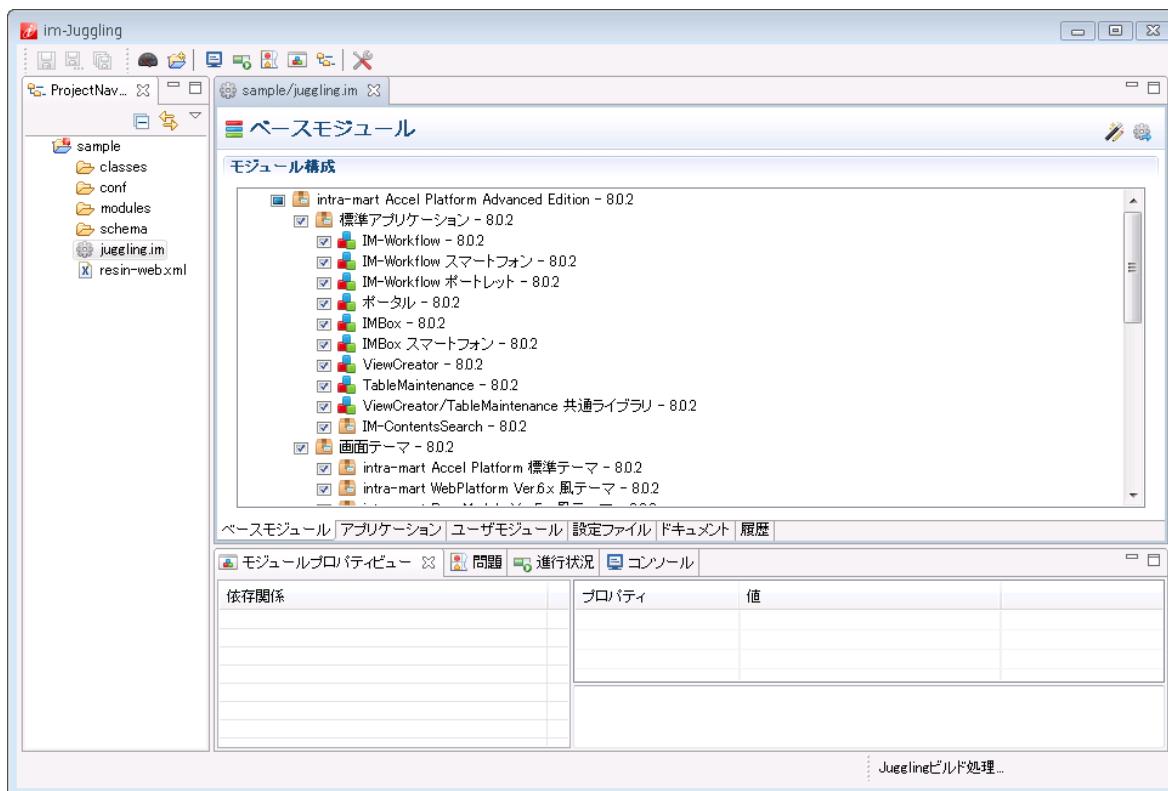 im-Juggling
ProjectNav...
sample/juggling.im
sample
classes
conf
modules
schema
juggling.im
resin-web.xml
ベースモジュール
モジュール構成
intra-mart Accel Platform Advanced Edition - 8.0.2
標準アプリケーション - 8.0.2
IM-Workflow - 8.0.2
IM-Workflow スマートフォン - 8.0.2
IM-Workflow ポートレット - 8.0.2
ポータル - 8.0.2
IMBox - 8.0.2
IMBox スマートフォン - 8.0.2
ViewCreator - 8.0.2
TableMaintenance - 8.0.2
ViewCreator/TableMaintenance 共通ライブラリ - 8.0.2
IM-ContentsSearch - 8.0.2
画面テーマ - 8.0.2
intra-mart Accel Platform 標準テーマ - 8.0.2
intra-mart WebPlatform Ver.6.x 風テーマ - 8.0.2
ベースモジュール アプリケーション ユーザモジュール 設定ファイル ドキュメント 履歴
モジュールプロパティビュー 問題 進行状況 コンソール
依存関係 プロパティ 値
Jugglingビルド処理...